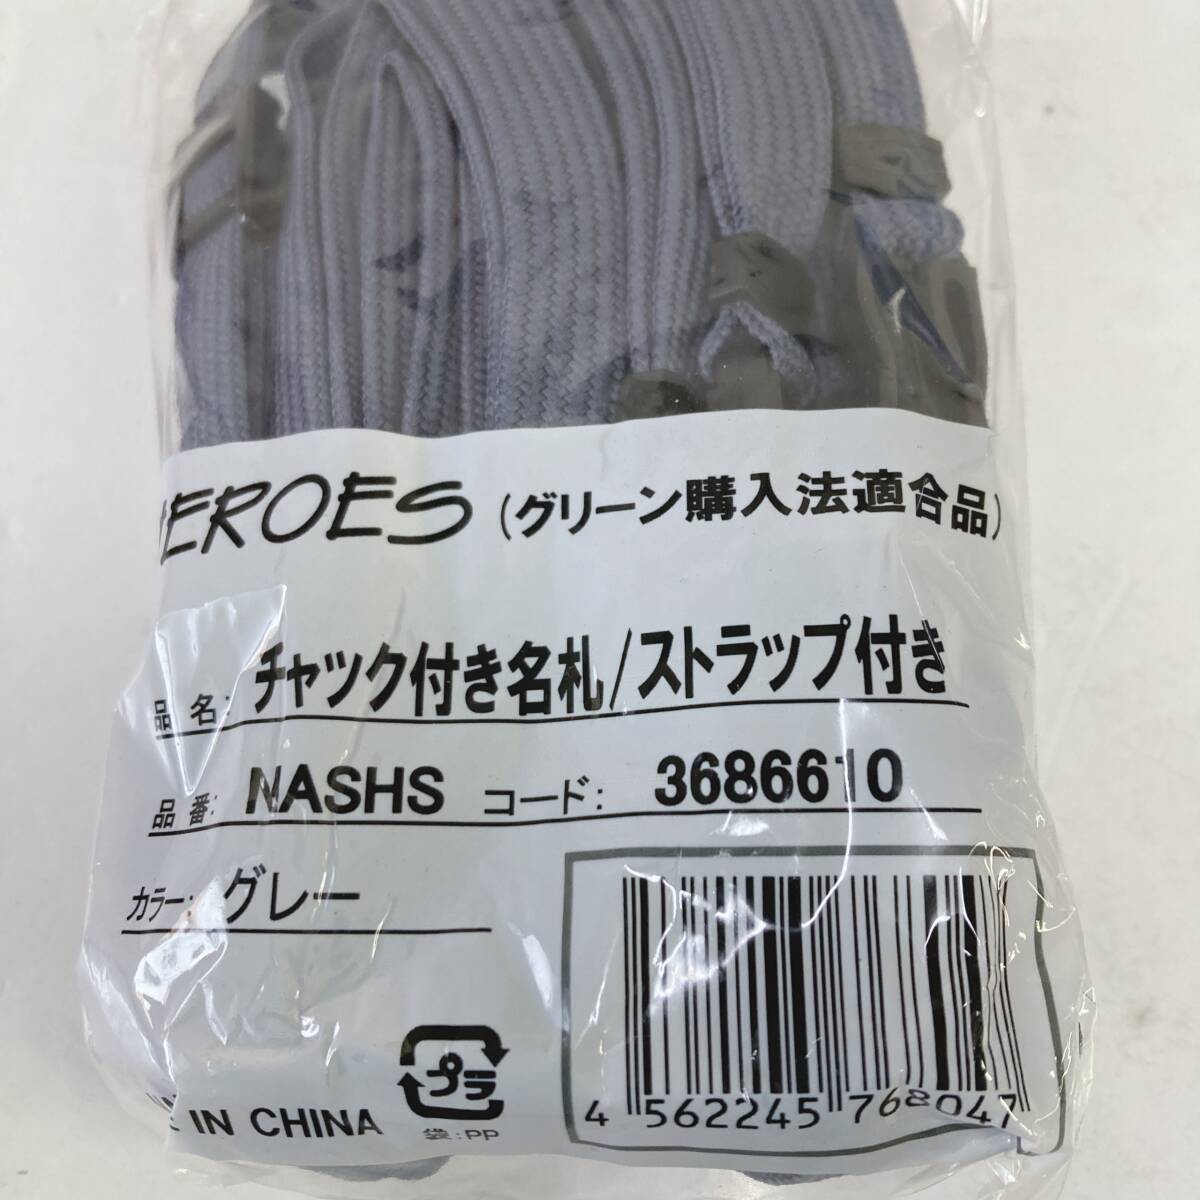 HEROES (グリーン購入法適合品)
品名: チャック付き名札/ストラップ付き
品番: NASHS コード: 3686610
カラー: グレー
プラ
袋:PP
IN CHINA
4 562245 768047